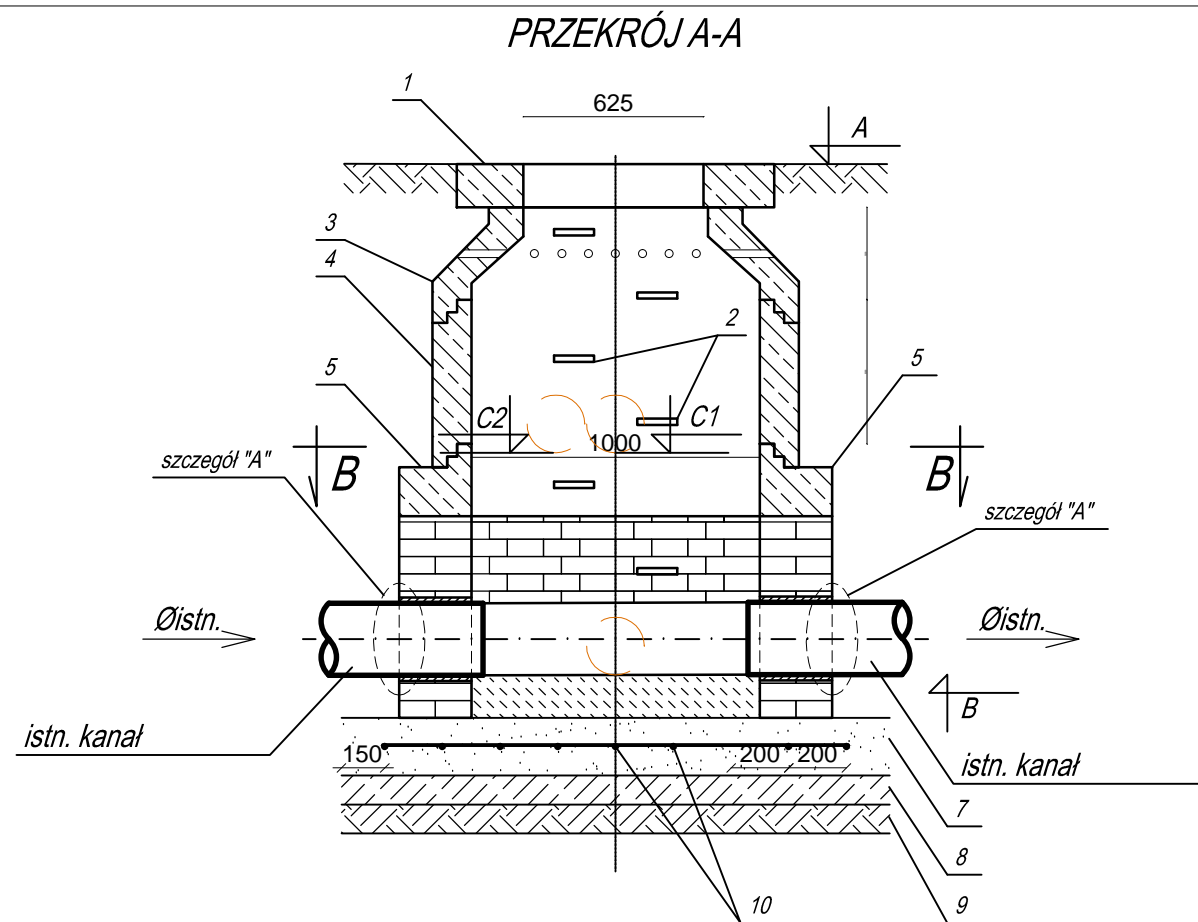 PRZEKRÓJ A-A
1
625
A
3
4
2
5
5
C2
C1
1000
B
B
szczegół "A"
szczegół "A"
Øistn.
Øistn.
B
istn. kanał
150
200
200
istn. kanał
7
8
10
9